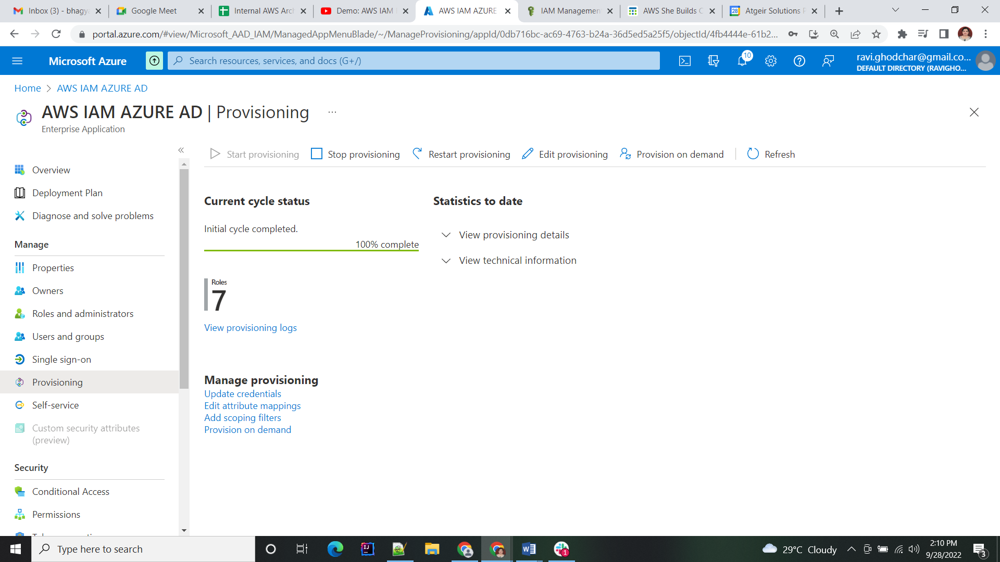 Inbox (3) - bhagya
Google Meet
Internal AWS Arch
Demo: AWS IAM
AWS IAM AZURE
IAM Management
AWS She Builds C
Atgeir Solutions
portal.azure.com/#view/Microsoft_AAD_IAM/ManagedAppMenuBlade/~/ManageProvisioning/appId/0db716bc-ac69-4763-b24a-36d5ed5a25f5/objectId/4fb4444e-61b2...
Microsoft Azure
Search resources, services, and docs (G+/)
10
ravi.ghodchar@gmail.co...
DEFAULT DIRECTORY (RAVIGHO...
Home > AWS IAM AZURE AD
AWS IAM AZURE AD | Provisioning ...
Enterprise Application
Start provisioning
Stop provisioning
Restart provisioning
Edit provisioning
Provision on demand
Refresh
Overview
Deployment Plan
Diagnose and solve problems
Manage
Properties
Owners
Roles and administrators
Users and groups
Single sign-on
Provisioning
Self-service
Custom security attributes
(preview)
Security
Conditional Access
Permissions
Current cycle status
Initial cycle completed.
100% complete
Roles
7
View provisioning logs
Manage provisioning
Update credentials
Edit attribute mappings
Add scoping filters
Provision on demand
Statistics to date
View provisioning details
View technical information
Type here to search
29°C Cloudy
2:10 PM
9/28/2022
3